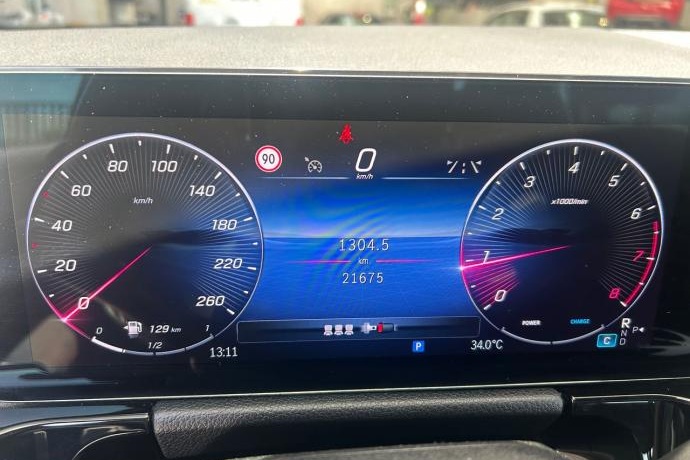 80 100
60 120
40 140
20 180
0 220
260
km/h
0 1/2 1
129 km
13:11
90
0
km/h
1304.5
km
21675
P
34.0°C
0 1 2 3 4 5 6 7 8
x1000/min
POWER CHARGE
R
N
D
P
C